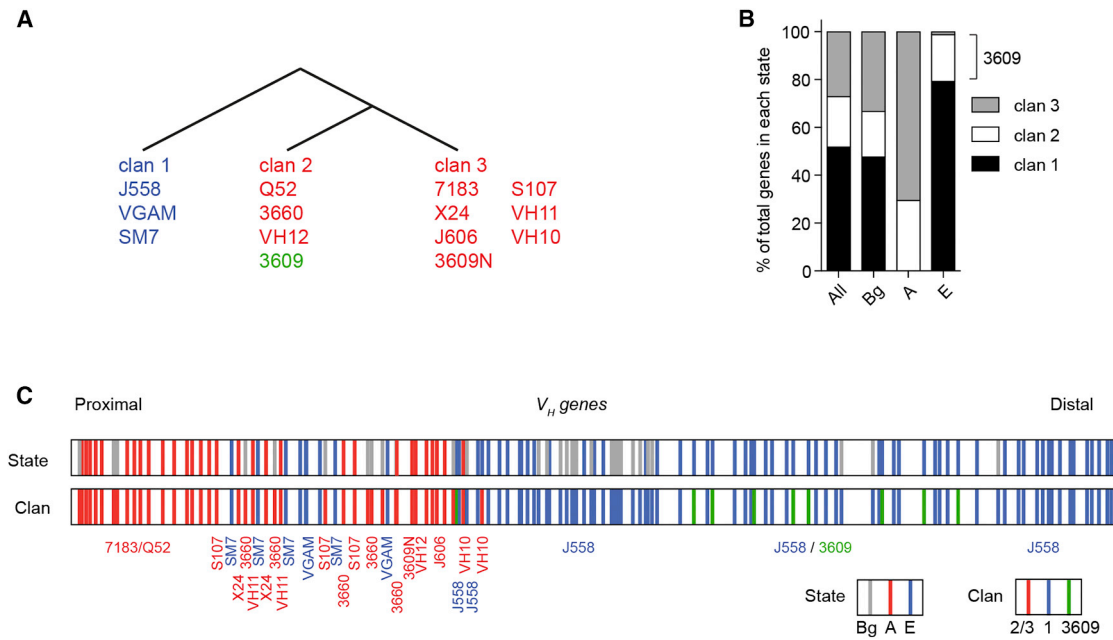 A
clan 1
J558
VGAM
SM7
clan 2
Q52
3660
VH12
3609
clan 3
7183 S107
X24 VH11
J606 VH10
3609N
B
% of total genes in each state
100
80
60
40
20
0
All Bg A E
3609
clan 3
clan 2
clan 1
C
Proximal VH genes Distal
State
Clan
7183/Q52
S107
SM7
X24
3660
VH11
SM7
X24
3660
VH11
SM7
VGAM
S107
SM7
3660
S107
3660
VGAM
3660
3609N
VH12
J606
J558
VH10
J558
VH10
J558
J558 / 3609
J558
State
Bg A E
Clan
2/3 1 3609